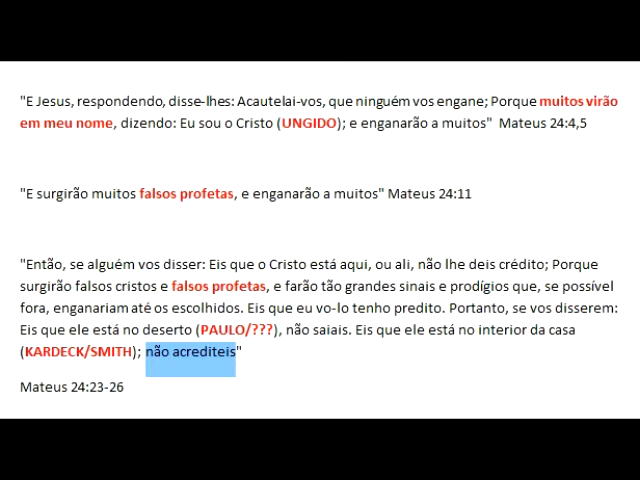 "E Jesus, respondendo, disse-lhes: Acautelai-vos, que ninguém vos engane; Porque muitos virão
em meu nome, dizendo: Eu sou o Cristo (UNGIDO); e enganarão a muitos" Mateus 24:4,5
"E surgirão muitos falsos profetas, e enganarão a muitos" Mateus 24:11
"Então, se alguém vos disser: Eis que o Cristo está aqui, ou ali, não lhe deis crédito; Porque
surgirão falsos cristos e falsos profetas, e farão tão grandes sinais e prodígios que, se possível
fora, enganariam até os escolhidos. Eis que eu vo-lo tenho predito. Portanto, se vos disserem:
Eis que ele está no deserto (PAULO/???), não saiais. Eis que ele está no interior da casa
(KARDECK/SMITH); não acrediteis"
Mateus 24:23-26